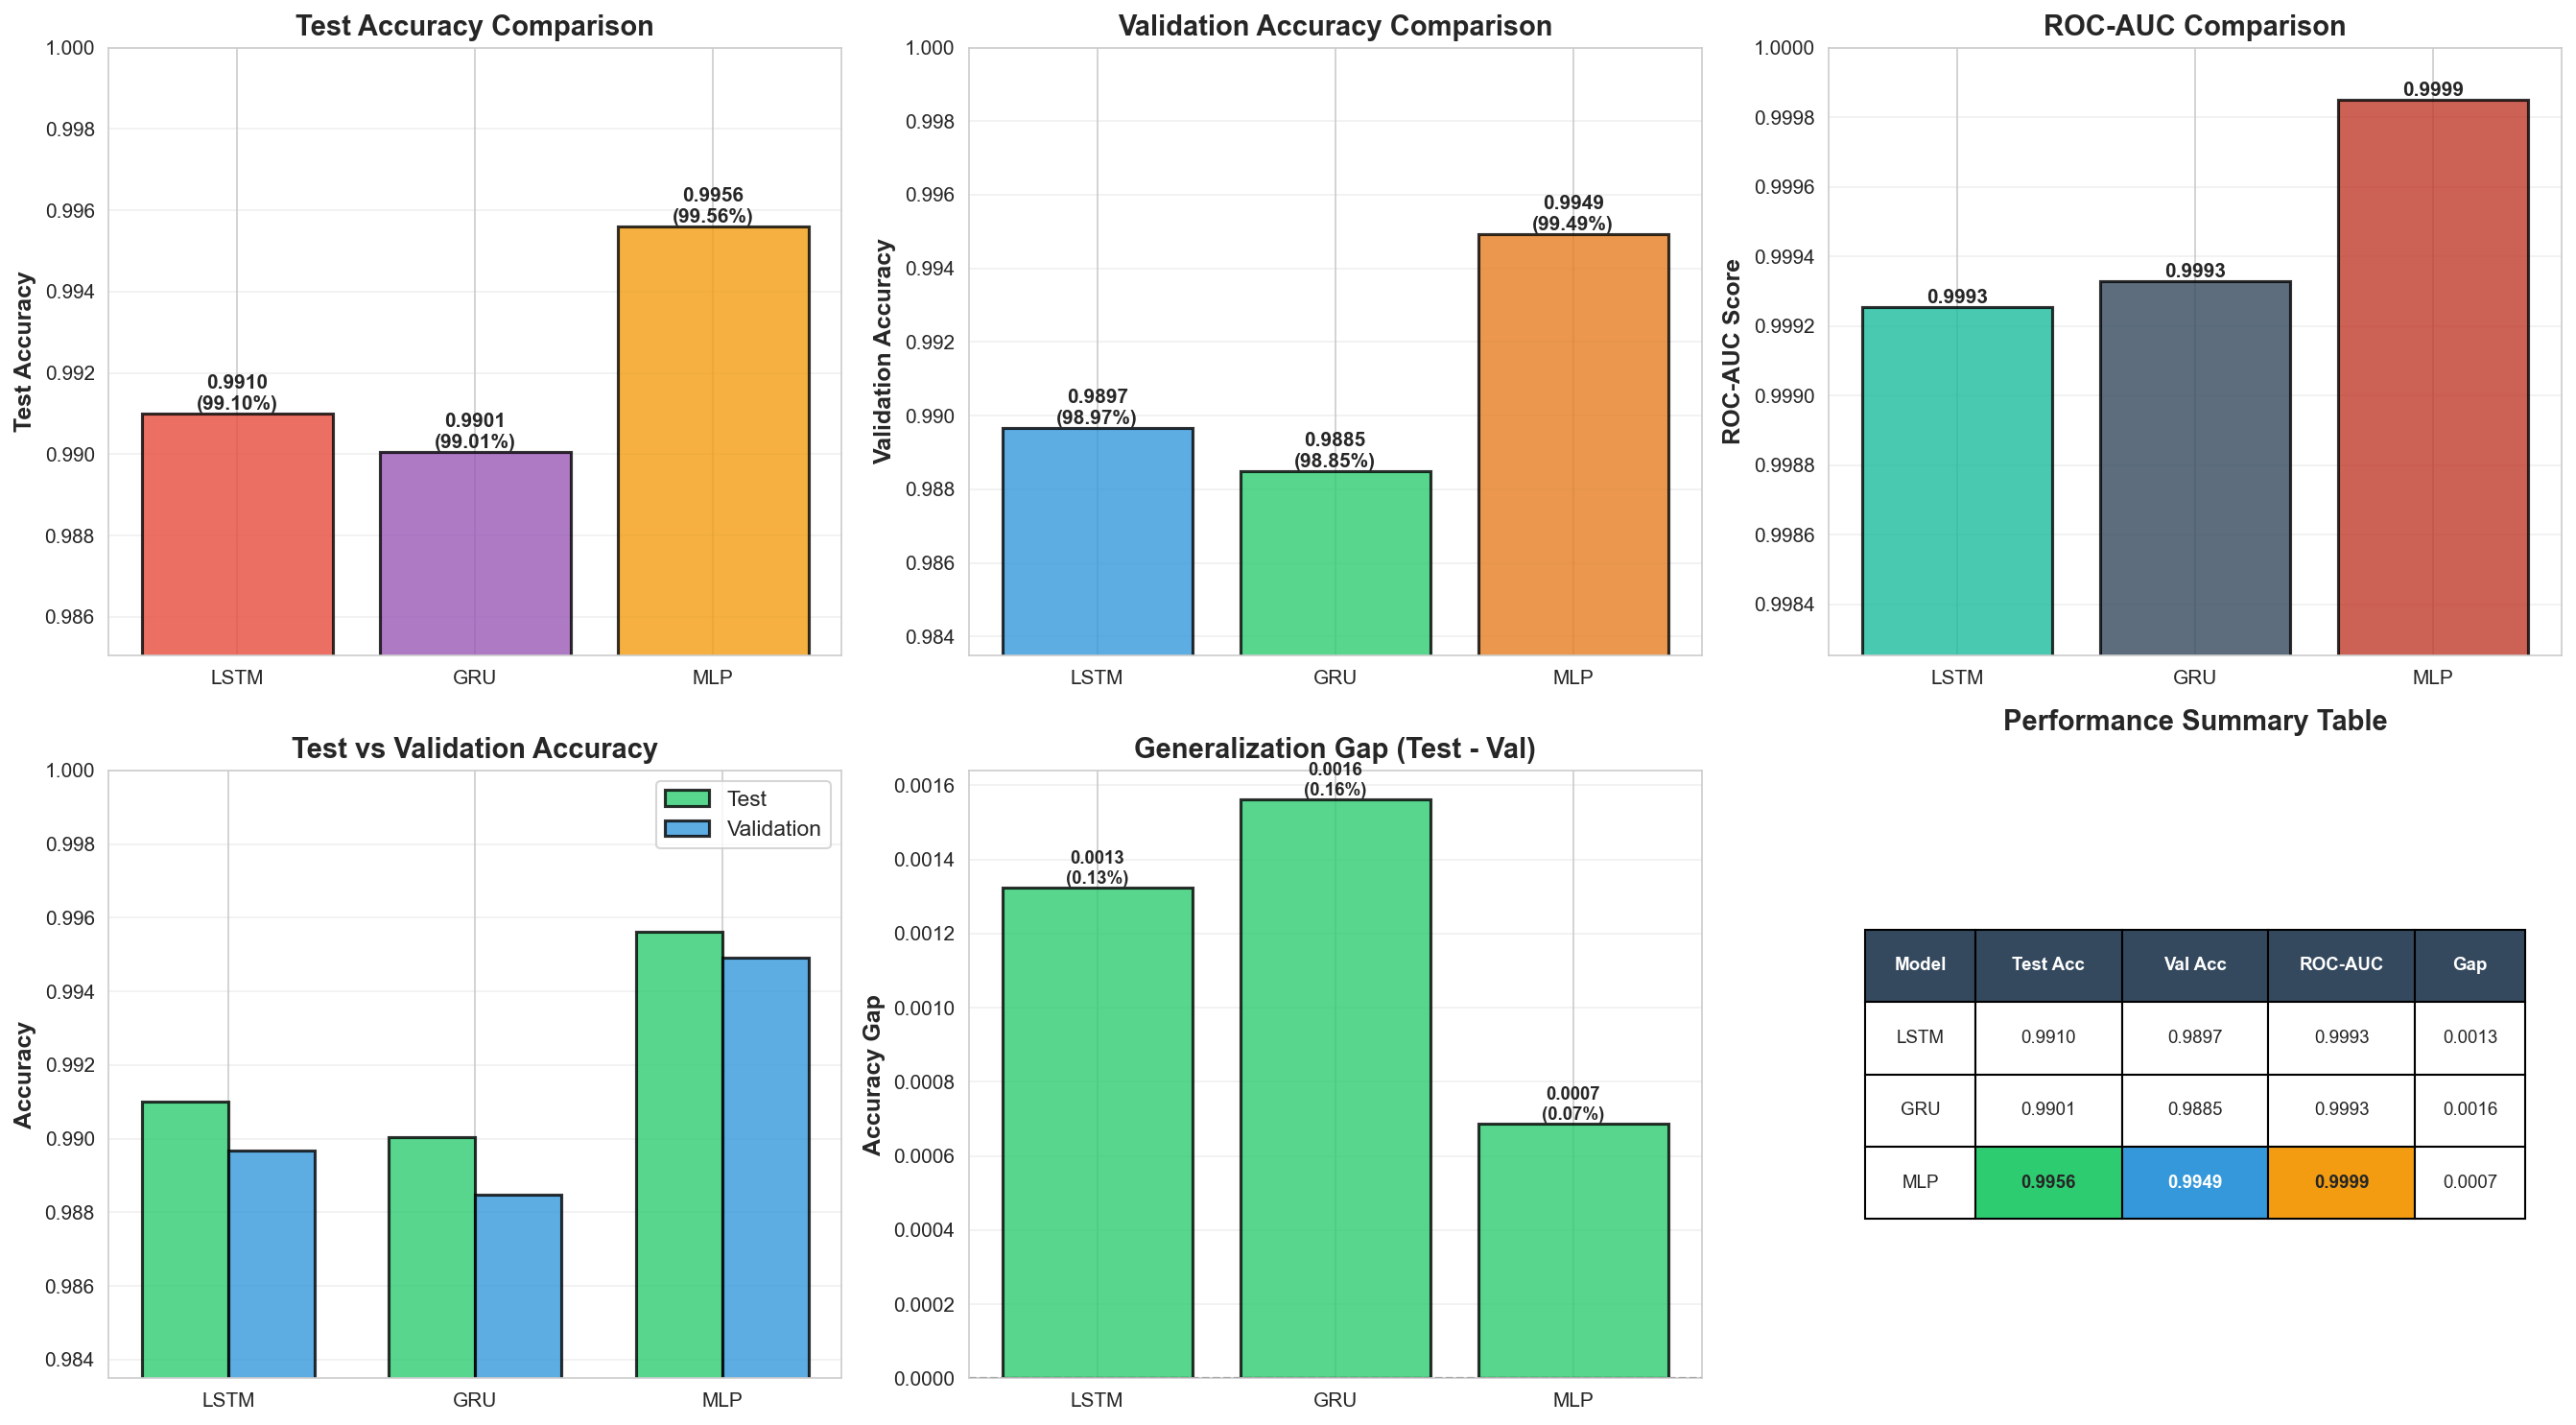 Test Accuracy Comparison
Test Accuracy
1.000
0.998
0.996
0.994
0.992
0.990
0.988
0.986
0.9910
(99.10%)
0.9901
(99.01%)
0.9956
(99.56%)
LSTM GRU MLP
Validation Accuracy Comparison
Validation Accuracy
1.000
0.998
0.996
0.994
0.992
0.990
0.988
0.986
0.984
0.9897
(98.97%)
0.9885
(98.85%)
0.9949
(99.49%)
LSTM GRU MLP
ROC-AUC Comparison
ROC-AUC Score
1.0000
0.9998
0.9996
0.9994
0.9992
0.9990
0.9988
0.9986
0.9984
0.9993
0.9993
0.9999
LSTM GRU MLP
Test vs Validation Accuracy
Accuracy
1.000
0.998
0.996
0.994
0.992
0.990
0.988
0.986
0.984
Test
Validation
LSTM GRU MLP
Generalization Gap (Test - Val)
Accuracy Gap
0.0016
0.0014
0.0012
0.0010
0.0008
0.0006
0.0004
0.0002
0.0000
0.0013
(0.13%)
0.0016
(0.16%)
0.0007
(0.07%)
LSTM GRU MLP
Performance Summary Table
Model Test Acc Val Acc ROC-AUC Gap
LSTM 0.9910 0.9897 0.9993 0.0013
GRU 0.9901 0.9885 0.9993 0.0016
MLP 0.9956 0.9949 0.9999 0.0007